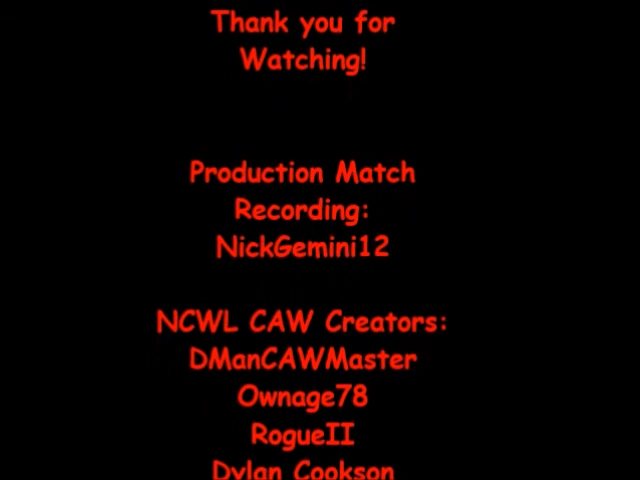 Thank you for
Watching!
Production Match
Recording:
NickGemini12
NCWL CAW Creators:
DManCAWMaster
Ownage78
RogueII
Dylan Cookson